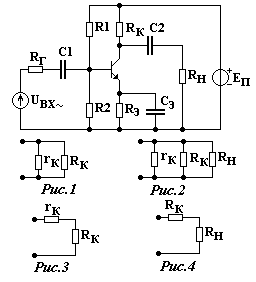 R1 Rк C2
Rг C1
Rн Eп
Uвх~ R2 Rэ Cэ
rк Rк rк Rк Rн
Рис.1 Рис.2
rк Rк
Rк Rн
Рис.3 Рис.4